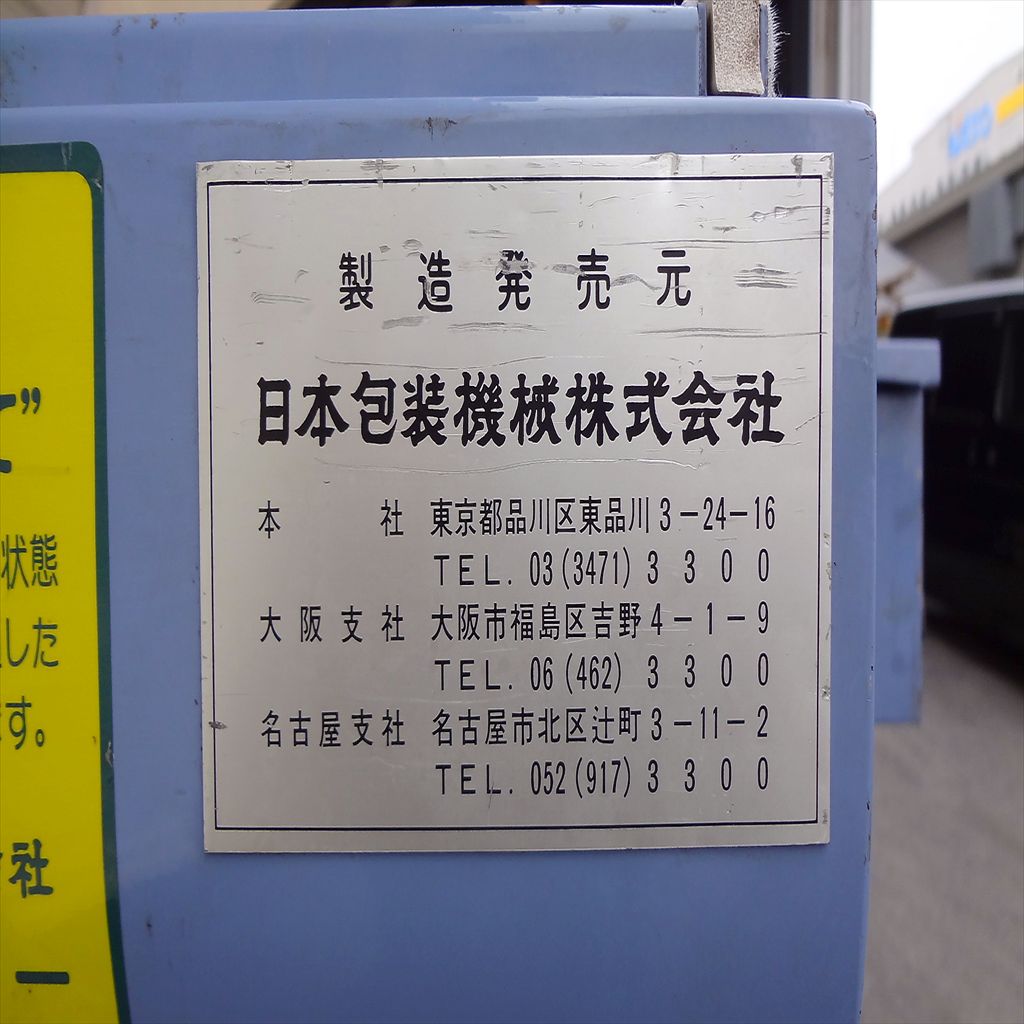 製造発売元
日本包装機械株式会社
本 社 東京都品川区東品川3-24-16
TEL. 03(3471)3300
大阪支社 大阪市福島区吉野4-1-9
TEL. 06(462)3300
名古屋支社 名古屋市北区辻町3-11-2
TEL. 052(917)3300
状態
した
す。
社